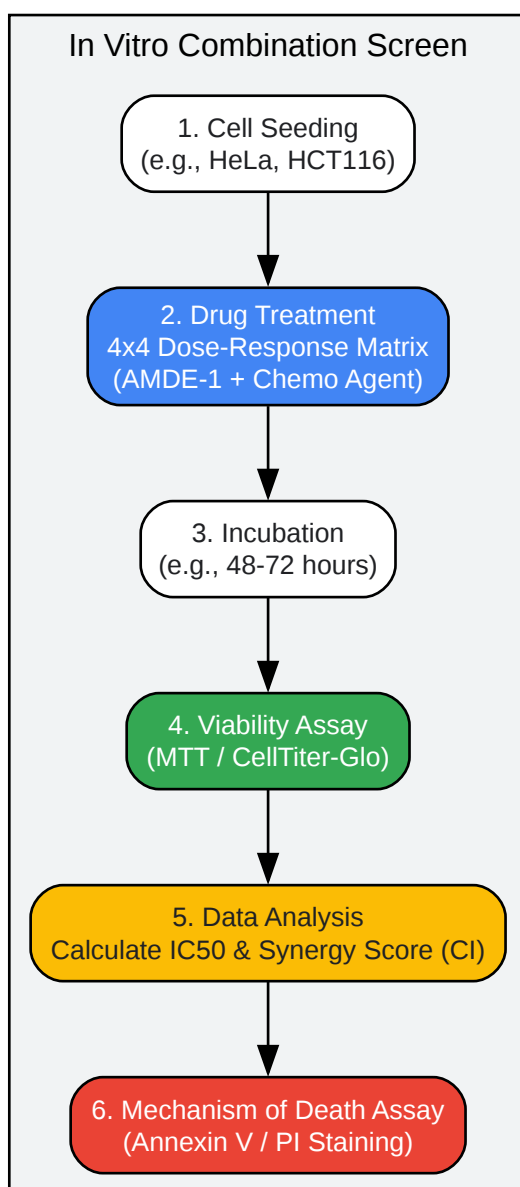 In Vitro Combination Screen
1. Cell Seeding
(e.g., HeLa, HCT116)
2. Drug Treatment
4x4 Dose-Response Matrix
(AMDE-1 + Chemo Agent)
3. Incubation
(e.g., 48-72 hours)
4. Viability Assay
(MTT / CellTiter-Glo)
5. Data Analysis
Calculate IC50 & Synergy Score (CI)
6. Mechanism of Death Assay
(Annexin V / PI Staining)